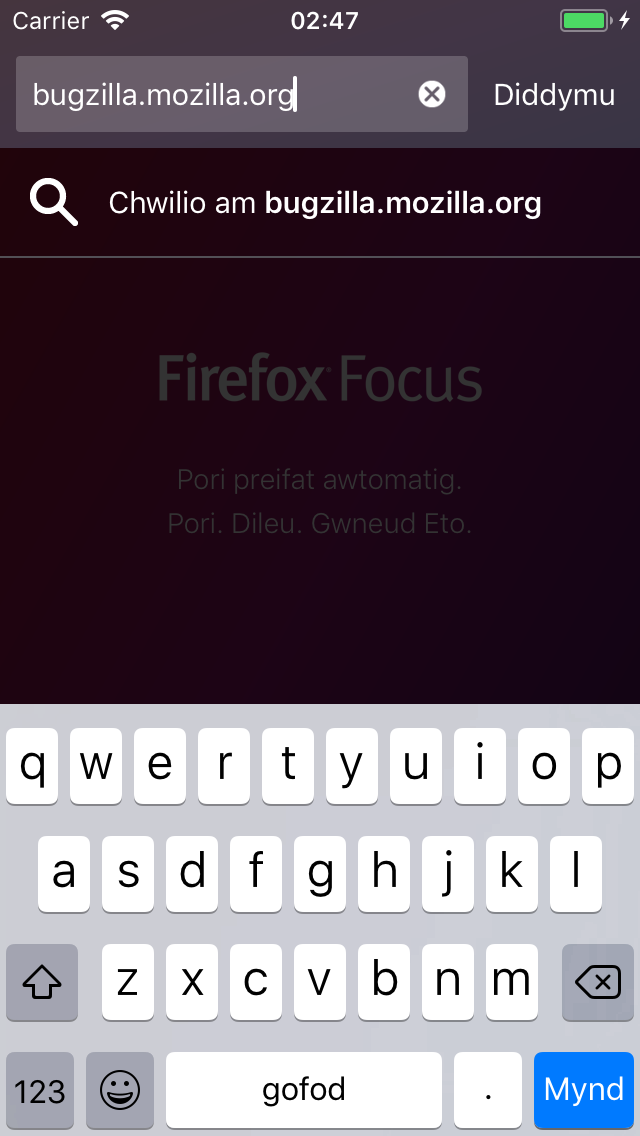 Carrier 02:47
bugzilla.mozilla.org Diddymu
Chwilio am bugzilla.mozilla.org
Firefox Focus
Pori preifat awtomatig.
Pori. Dileu. Gwneud Eto.
q w e r t y u i o p
a s d f g h j k l
z x c v b n m
123 gofod . Mynd